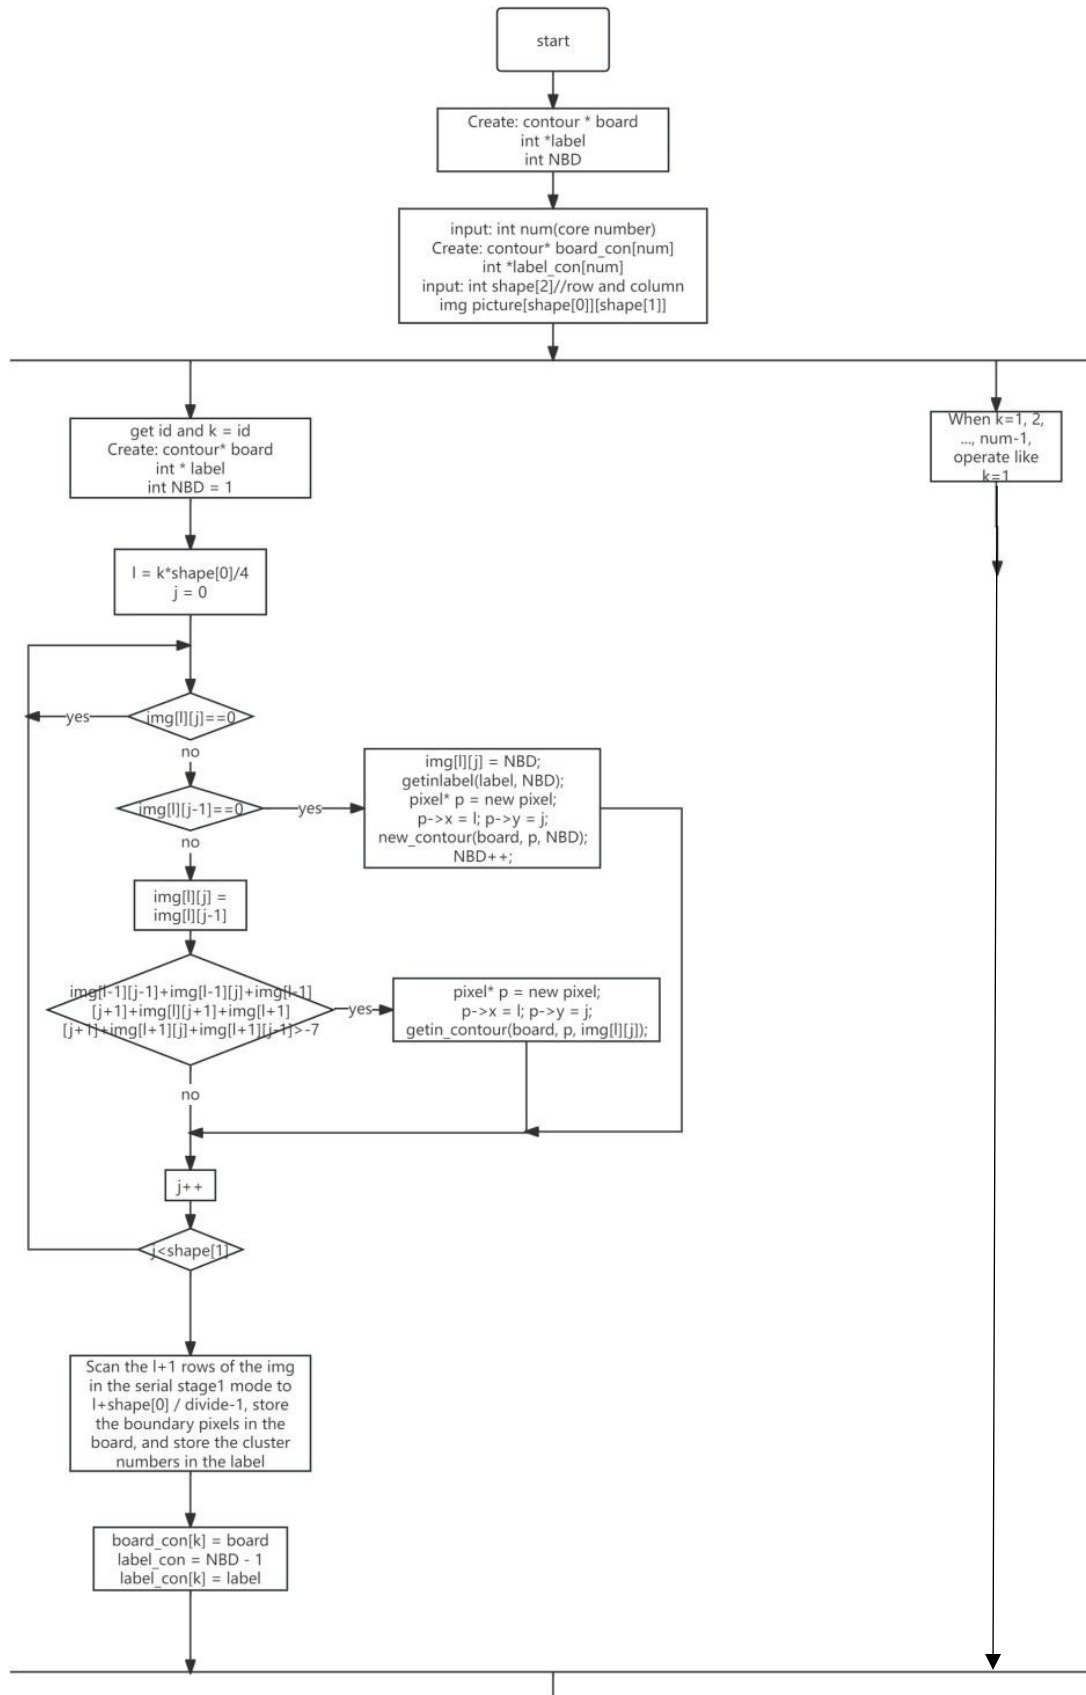 start
Create: contour * board
int *label
int NBD
input: int num(core number)
Create: contour* board_con[num]
int *label_con[num]
input: int shape[2]//row and column
img picture[shape[0]][shape[1]]
get id and k = id
Create: contour* board
int * label
int NBD = 1
When k=1, 2,
..., num-1,
operate like
k=1
l = k*shape[0]/4
j = 0
img[l][j]==0
yes
no
img[l][j-1]==0
yes
img[l][j] = NBD;
getinlabel(label, NBD);
pixel* p = new pixel;
p->x = l; p->y = j;
new_contour(board, p, NBD);
NBD++;
no
img[l][j] =
img[l][j-1]
img[l-1][j-1]+img[l-1][j]+img[l-1]
[j+1]+img[l][j+1]+img[l+1]
[j+1]+img[l+1][j]+img[l+1][j-1]>-7
yes
pixel* p = new pixel;
p->x = l; p->y = j;
getin_contour(board, p, img[l][j]);
no
j++
j<shape[1]
Scan the l+1 rows of the img
in the serial stage1 mode to
l+shape[0] / divide-1, store
the boundary pixels in the
board, and store the cluster
numbers in the label
board_con[k] = board
label_con = NBD - 1
label_con[k] = label